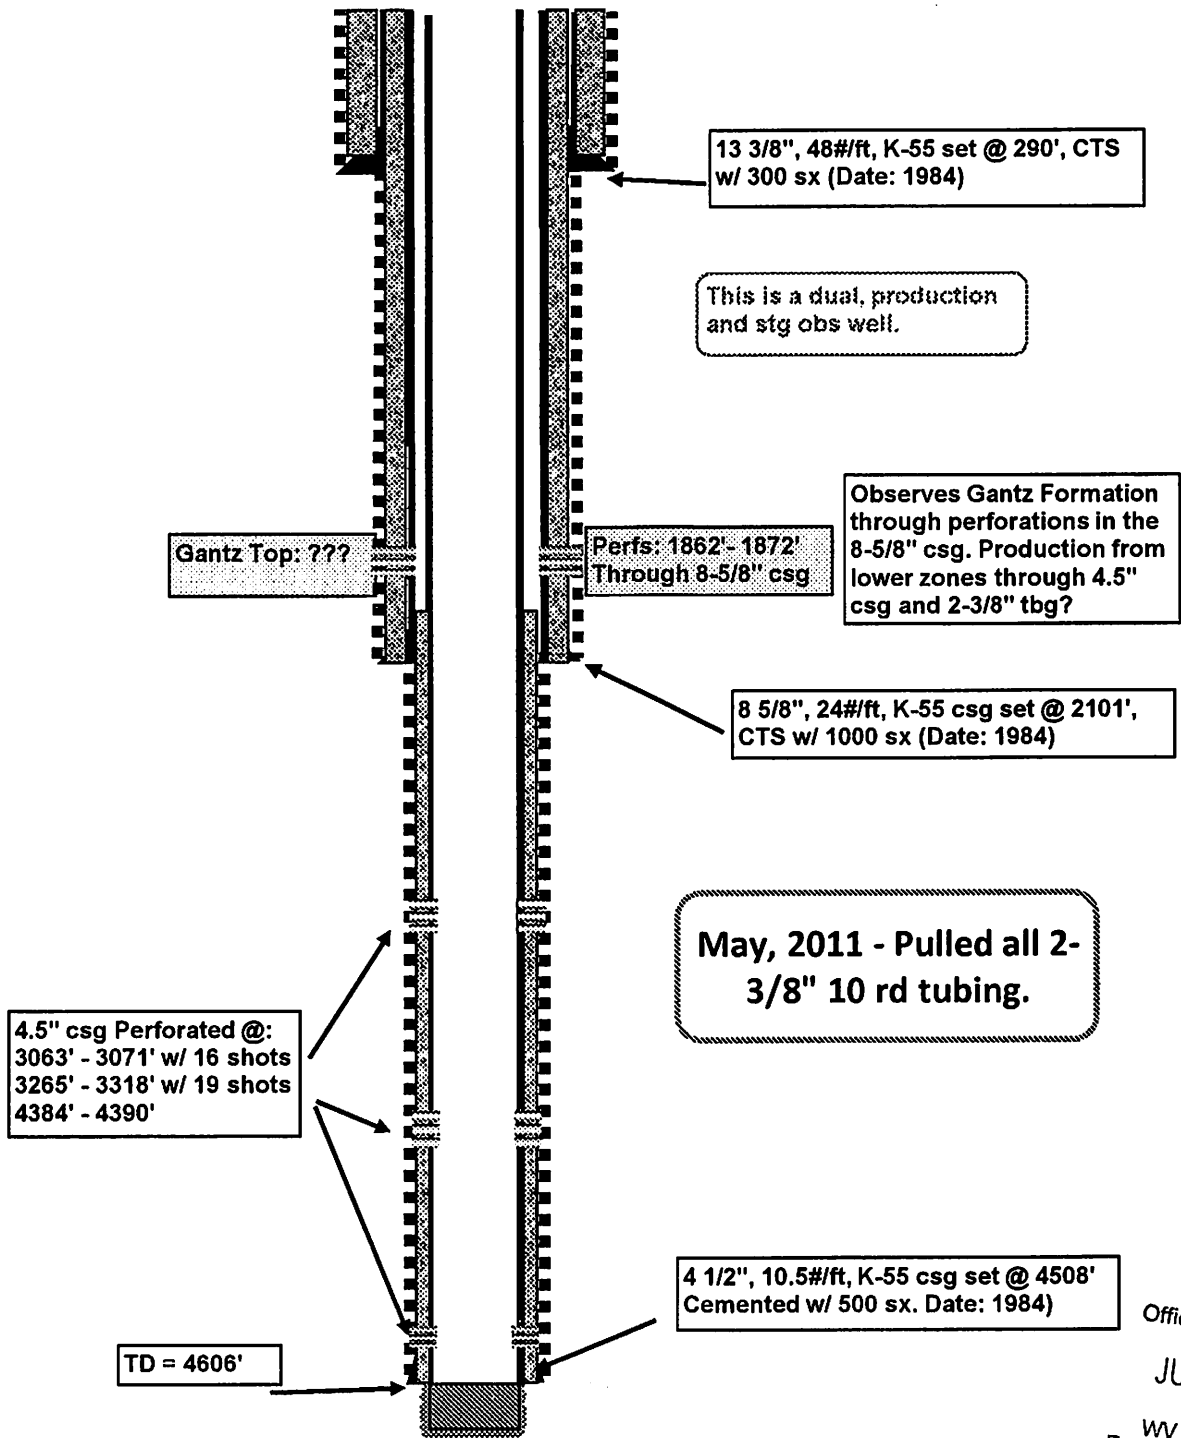 13 3/8", 48#/ft, K-55 set @ 290', CTS
w/ 300 sx (Date: 1984)
This is a dual, production
and stg obs well.
Gantz Top: ???
Perfs: 1862'- 1872'
Through 8-5/8" csg
Observes Gantz Formation
through perforations in the
8-5/8" csg. Production from
lower zones through 4.5"
csg and 2-3/8" tbg?
8 5/8", 24#/ft, K-55 csg set @ 2101',
CTS w/ 1000 sx (Date: 1984)
May, 2011 - Pulled all 2-
3/8" 10 rd tubing.
4.5" csg Perforated @:
3063' - 3071' w/ 16 shots
3265' - 3318' w/ 19 shots
4384' - 4390'
4 1/2", 10.5#/ft, K-55 csg set @ 4508'
Cemented w/ 500 sx. Date: 1984)
TD = 4606'
WV